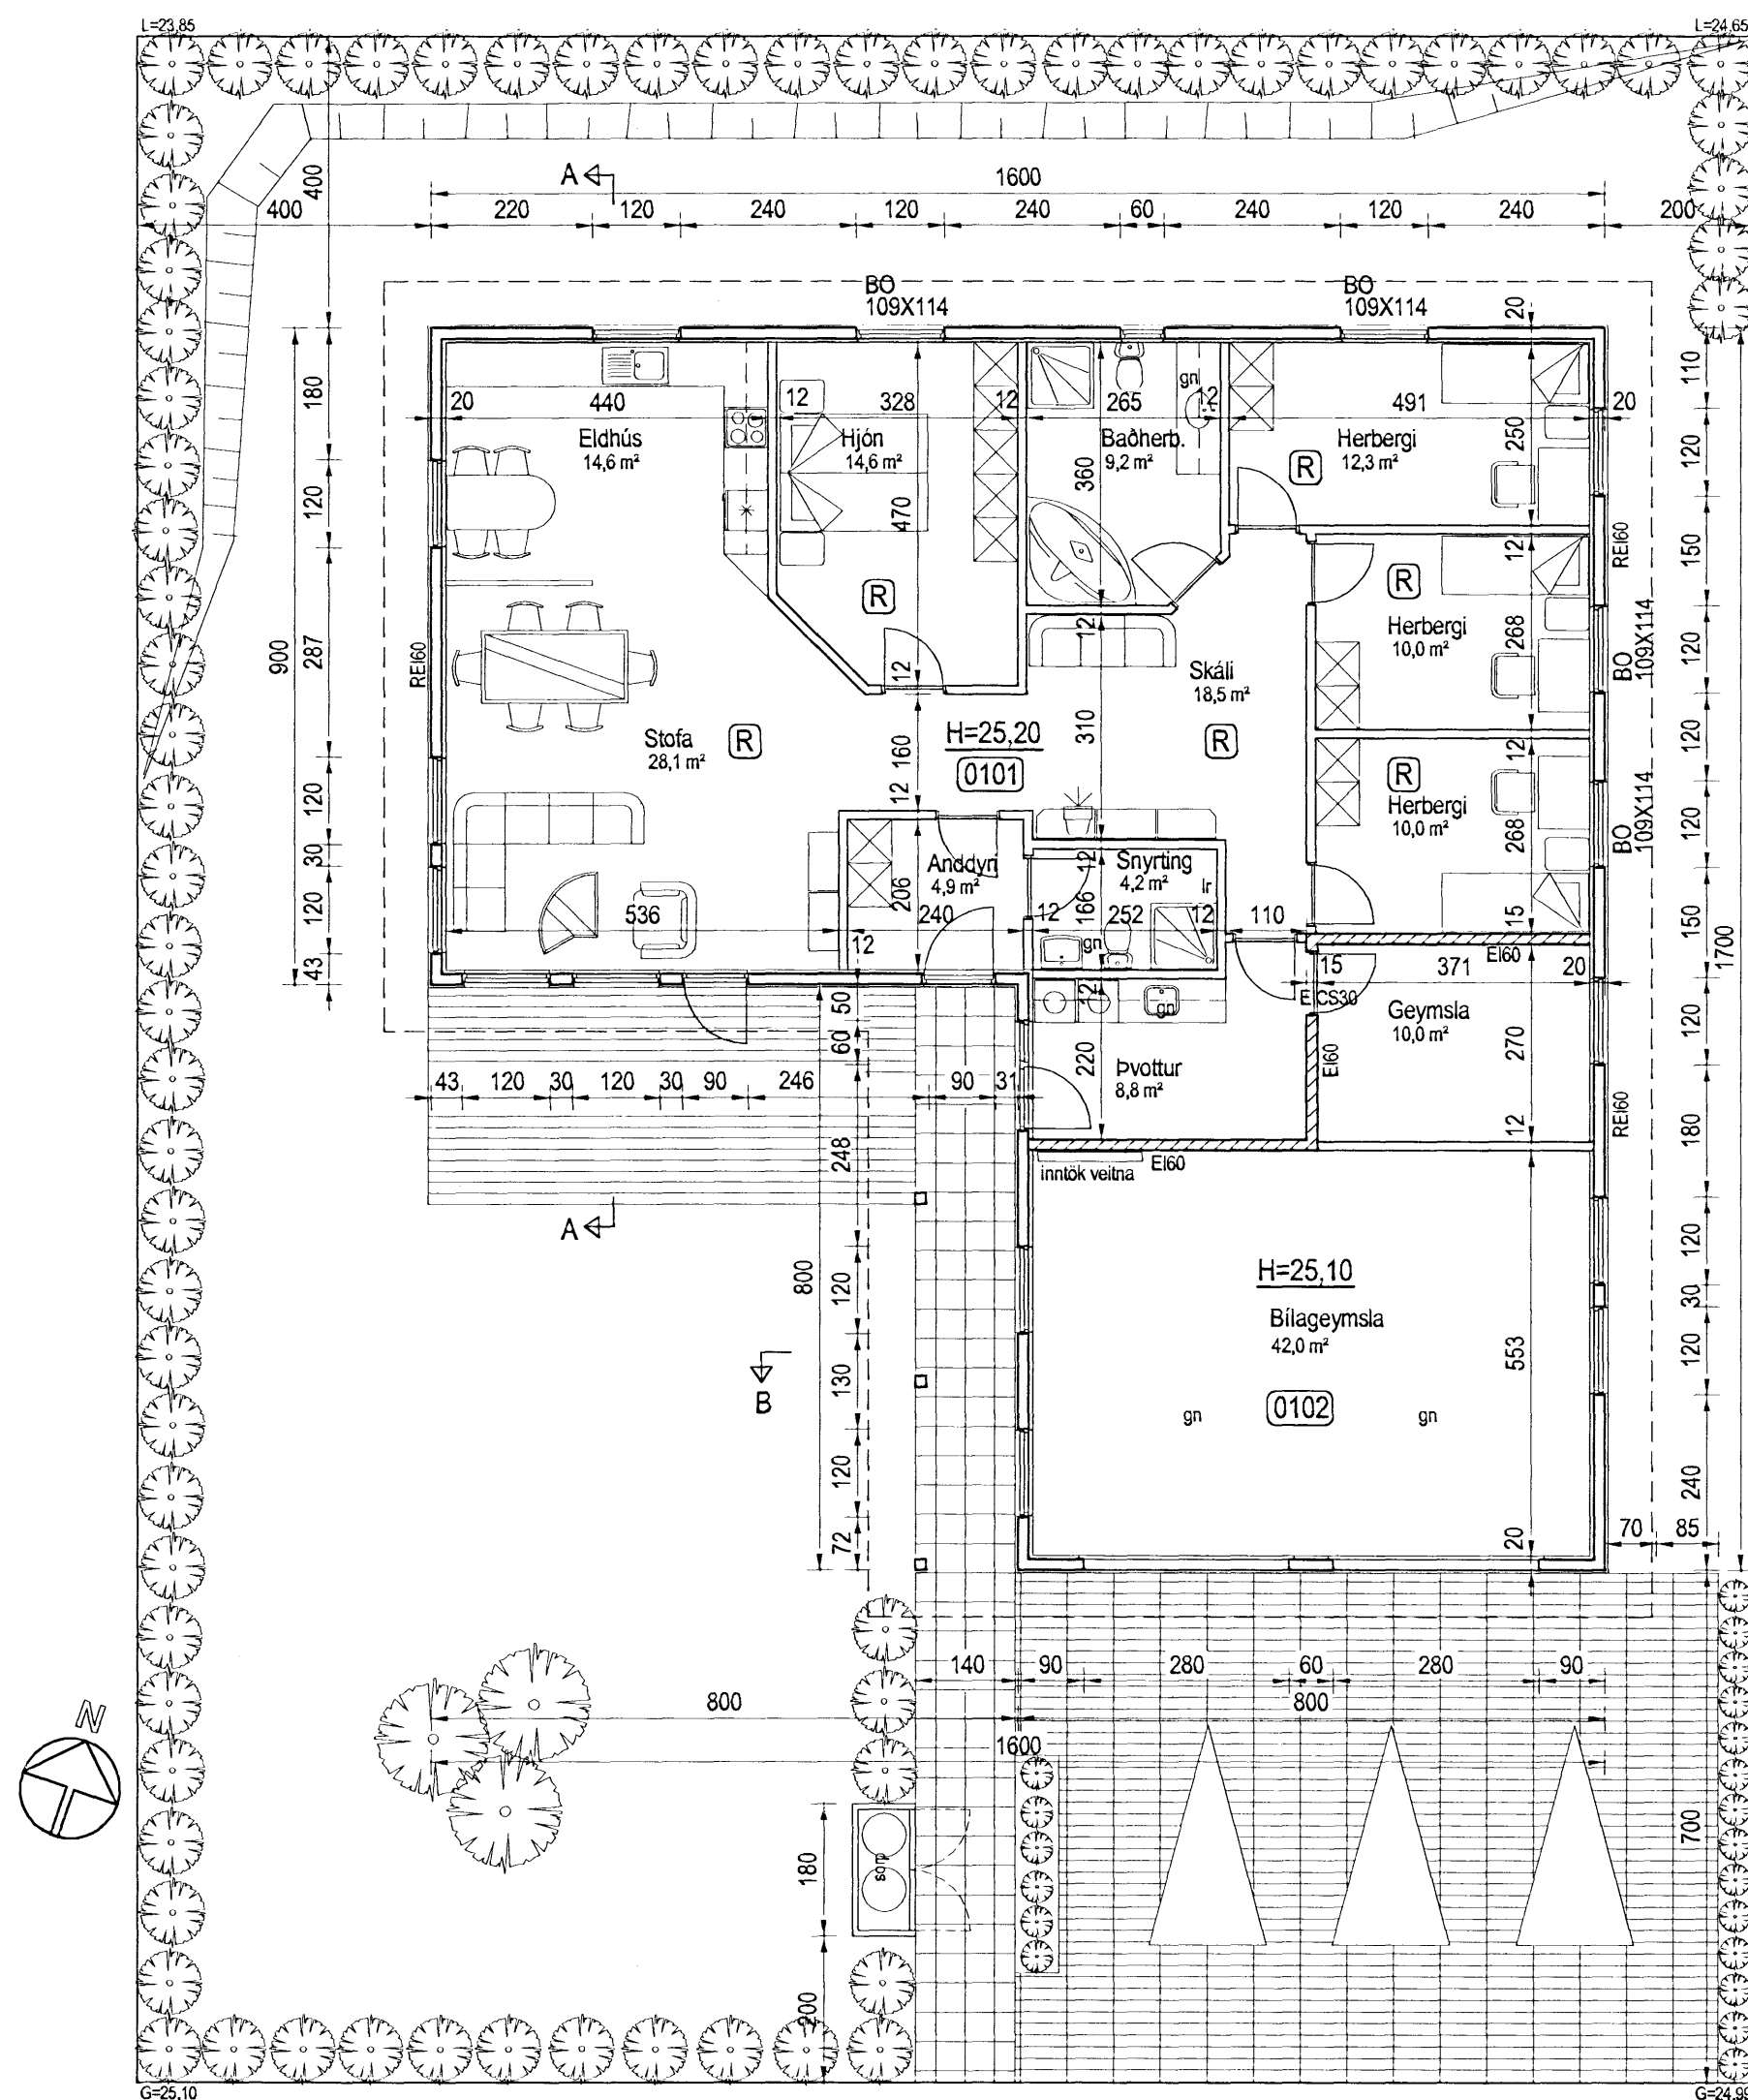 L=23,85
L=24,65
400
A
1600
400
220
120
240
120
240
60
240
120
240
200
BO
109X114
BO
109X114
20
180
20
440
12
328
12
265
12
491
20
110
Eldhús
14,6 m²
Hjón
14,6 m²
Baðherb.
9,2 m²
gn
Herbergi
12,3 m²
R
250
120
120
470
360
REI60
12
150
R
R
Herbergi
10,0 m²
268
BO
109X114
120
900
287
REI60
12
12
Skáli
18,5 m²
Stofa
28,1 m²
R
H=25,20
0101
160
310
R
12
120
R
Herbergi
10,0 m²
268
BO
109X114
120
120
12
30
Anddyri
4,9 m²
12
Snyrting
4,2 m²
lr
206
166
120
536
240
12
252
12
110
15
150
1700
43
12
gn
EI60
15
371
20
50
12
gn
EICS30
Geymsla
10,0 m²
120
60
270
EI60
220
Þvottur
8,8 m²
43
120
30
120
30
90
246
90
31
12
REI60
180
248
inntök veitna
EI60
A
120
800
120
H=25,10
Bílageymsla
42,0 m²
30
553
120
B
130
gn
0102
gn
120
240
72
20
70
85
140
90
280
60
280
90
800
800
N
1600
180
sorp
700
200
G=25,10
G=24,99